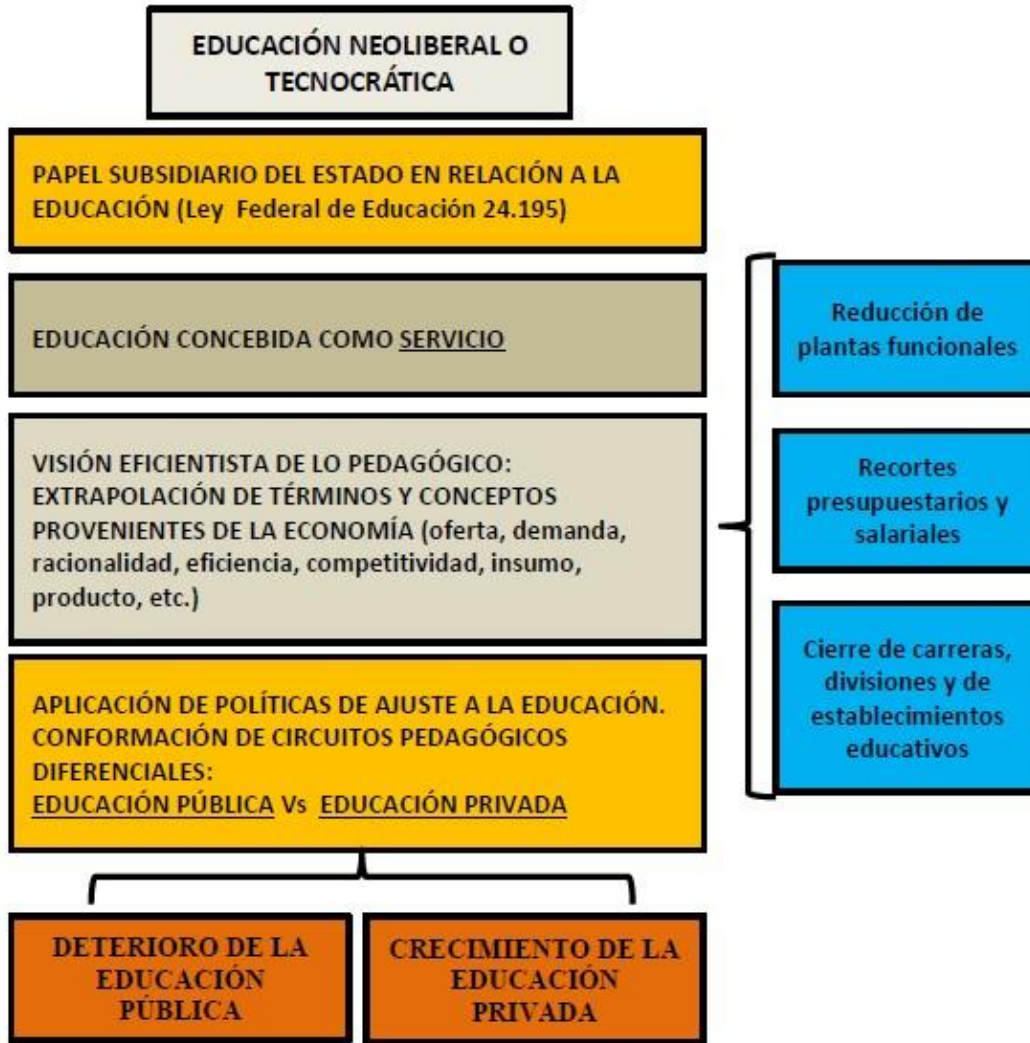 EDUCACIÓN NEOLIBERAL O
TECNOCRÁTICA
PAPEL SUBSIDIARIO DEL ESTADO EN RELACIÓN A LA
EDUCACIÓN (Ley Federal de Educación 24.195)
EDUCACIÓN CONCEBIDA COMO SERVICIO
VISIÓN EFICIENTISTA DE LO PEDAGÓGICO:
EXTRAPOLACIÓN DE TÉRMINOS Y CONCEPTOS
PROVENIENTES DE LA ECONOMÍA (oferta, demanda,
racionalidad, eficiencia, competitividad, insumo,
producto, etc.)
APLICACIÓN DE POLÍTICAS DE AJUSTE A LA EDUCACIÓN.
CONFORMACIÓN DE CIRCUITOS PEDAGÓGICOS
DIFERENCIALES:
EDUCACIÓN PÚBLICA Vs EDUCACIÓN PRIVADA
Reducción de
plantas funcionales
Recortes
presupuestarios y
salariales
Cierre de carreras,
divisiones y de
establecimientos
educativos
DETERIORO DE LA
EDUCACIÓN
PÚBLICA
CRECIMIENTO DE LA
EDUCACIÓN
PRIVADA